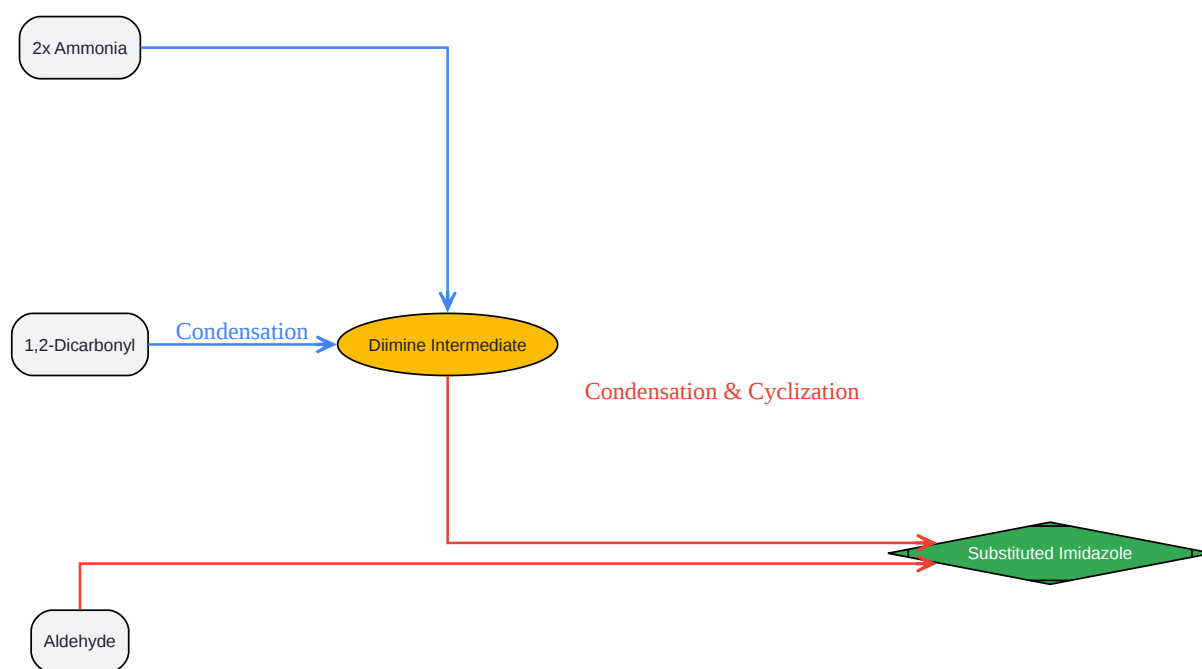 2x Ammonia
1,2-Dicarbonyl
Condensation
Diimine Intermediate
Condensation & Cyclization
Substituted Imidazole
Aldehyde